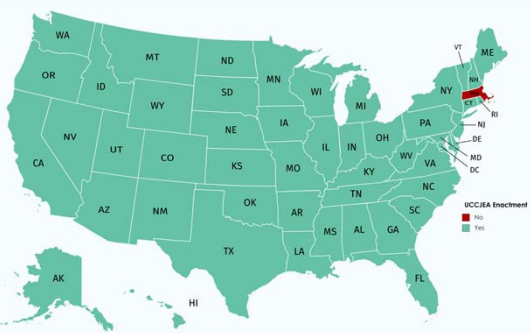 WA
MT
ND
MN
VT
ME
OR
ID
SD
WI
NY
NH
WY
MI
CT
RI
NE
IA
PA
NJ
NV
UT
CO
IL
IN
OH
DE
CA
KS
MO
WV
VA
MD
KY
DC
AZ
NM
OK
TN
NC
AR
SC
UCCJEA Enactment
No
Yes
MS
AL
GA
TX
LA
AK
HI
FL